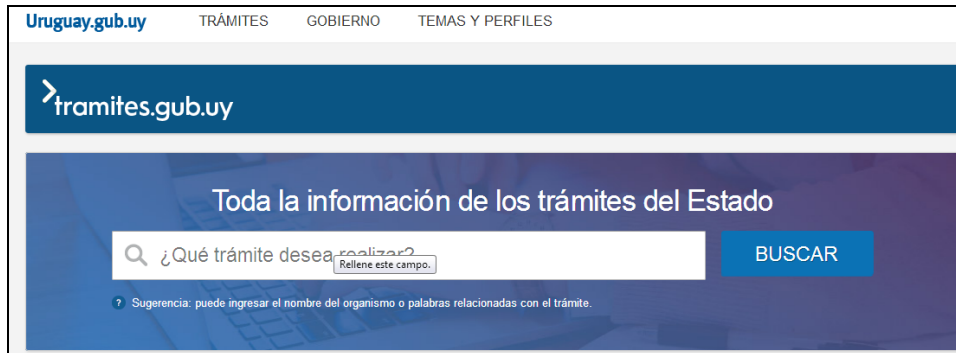 Uruguay.gub.uy TRÁMITES GOBIERNO TEMAS Y PERFILES
tramites.gub.uy
Toda la información de los trámites del Estado
¿Qué trámite desea realizar? BUSCAR
Rellene este campo.
? Sugerencia: puede ingresar el nombre del organismo o palabras relacionadas con el trámite.